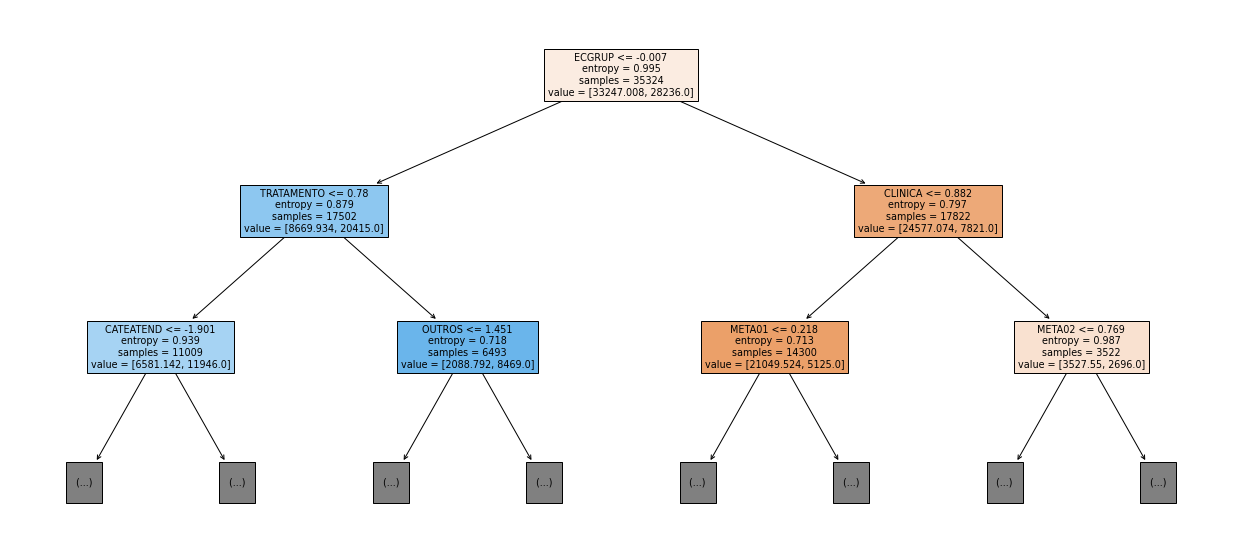 ECGRUP <= -0.007
entropy = 0.995
samples = 35324
value = [33247.008, 28236.0]
TRATAMENTO <= 0.78
entropy = 0.879
samples = 17502
value = [8669.934, 20415.0]
CLINICA <= 0.882
entropy = 0.797
samples = 17822
value = [24577.074, 7821.0]
CATEATEND <= -1.901
entropy = 0.939
samples = 11009
value = [6581.142, 11946.0]
OUTROS <= 1.451
entropy = 0.718
samples = 6493
value = [2088.792, 8469.0]
META01 <= 0.218
entropy = 0.713
samples = 14300
value = [21049.524, 5125.0]
META02 <= 0.769
entropy = 0.987
samples = 3522
value = [3527.55, 2696.0]
(...)
(...)
(...)
(...)
(...)
(...)
(...)
(...)